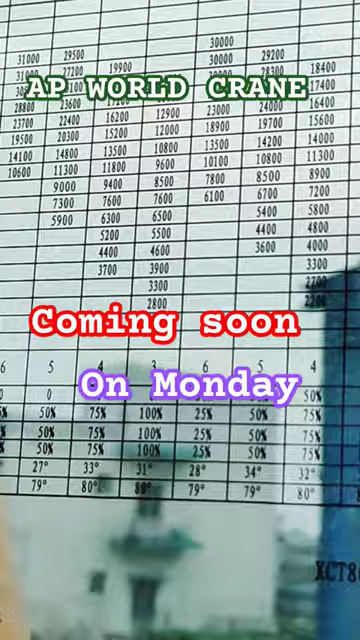 30000
31000 29500 30000 29200
27200 19900 28300 18400
AP WORLD CRANE 17400
28800 23600 12900 23000 24000 16400
23700 22400 16200 12000 18900 19700 15600
19500 20300 15200 10800 13500 14200 14000
14100 14800 13500 9600 10100 10800 11300
10600 11300 11800 8500 7800 8500 8900
9000 9400 7600 6100 6700 7200
7300 7600 6500 5400 5800
5900 6300 5500 4400 4800
5200 4600 3600 4000
4400 3900 3300
3700 3300
2800
Coming soon
6 5 4 3 6 5 4
On Monday
0 50%
50% 75% 100% 25% 50% 75%
50% 75% 100% 25% 50% 75%
50% 75% 100% 25% 50% 75%
27° 33° 31° 28° 34° 32°
79° 80° 80° 79° 79° 80°